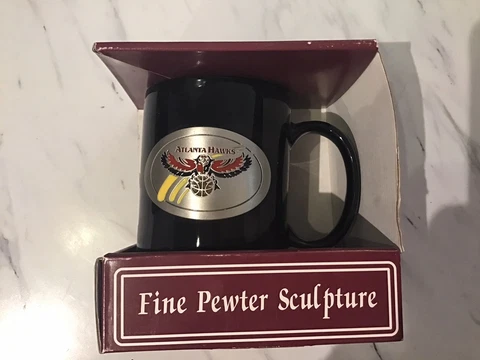 ATLANTA HAWKS
Fine Pewter Sculpture